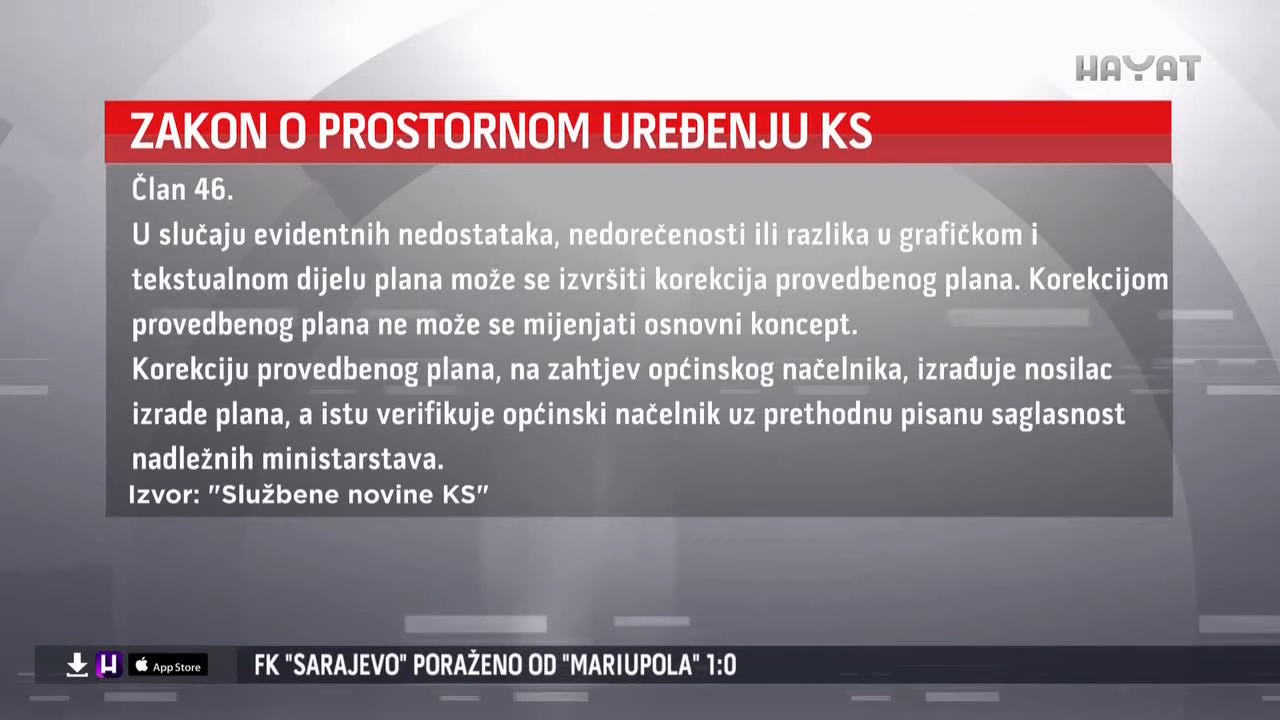 HAYAT
ZAKON O PROSTORNOM UREĐENJU KS
Član 46.
U slučaju evidentnih nedostataka, nedorečenosti ili razlika u grafičkom i
tekstualnom dijelu plana može se izvršiti korekcija provedbenog plana. Korekcijom
provedbenog plana ne može se mijenjati osnovni koncept.
Korekciju provedbenog plana, na zahtjev općinskog načelnika, izrađuje nosilac
izrade plana, a istu verifikuje općinski načelnik uz prethodnu pisanu saglasnost
nadležnih ministarstava.
Izvor: "Službene novine KS"
App Store
FK "SARAJEVO" PORAŽENO OD "MARIUPOLA" 1:0